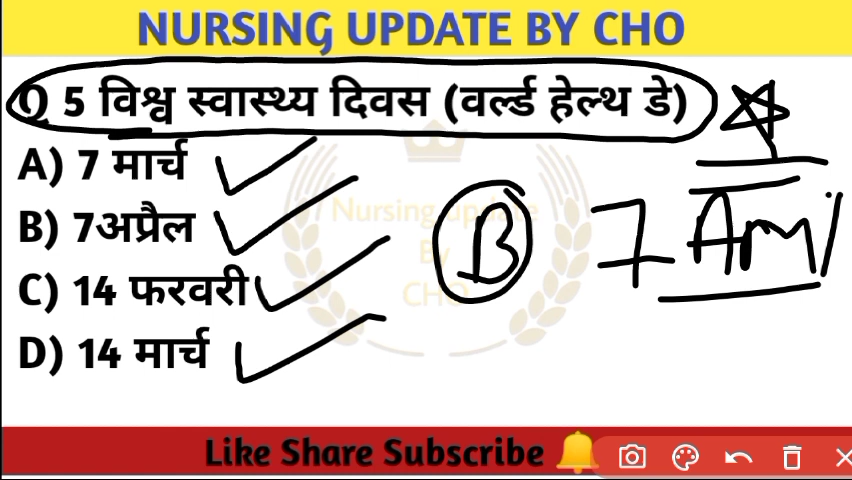 NURSING UPDATE BY CHO
Q 5 विश्व स्वास्थ्य दिवस (वर्ल्ड हेल्थ डे)
A) 7 मार्च
B) 7अप्रैल
C) 14 फरवरी
D) 14 मार्च
B
7
Nursing update
By
CHO
Like Share Subscribe